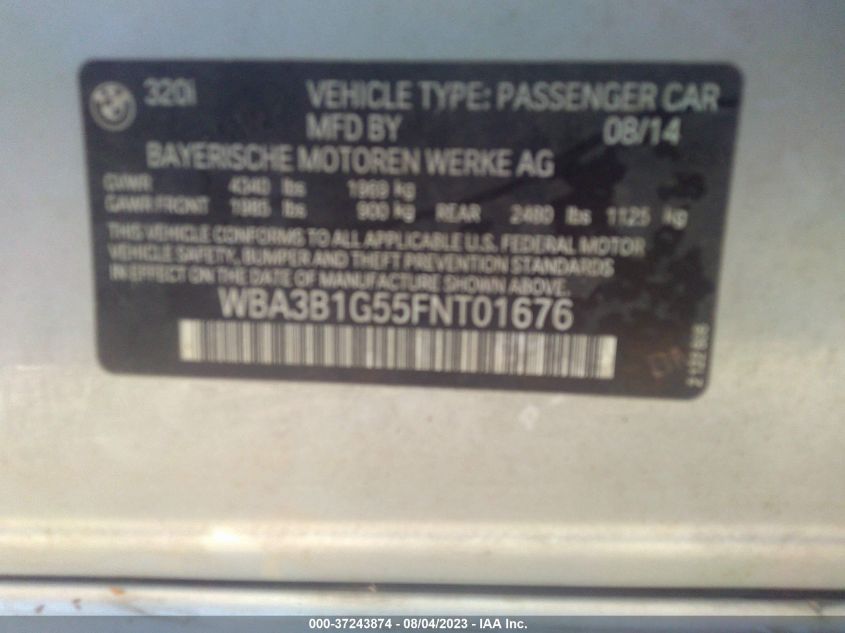 320i VEHICLE TYPE: PASSENGER CAR
MFD BY 08/14
BAYERISCHE MOTOREN WERKE AG
GVWR 4340 lbs 1969 kg
GAWR FRONT 1985 lbs 900 kg REAR 2480 lbs 1125 kg
THIS VEHICLE CONFORMS TO ALL APPLICABLE U.S. FEDERAL MOTOR
VEHICLE SAFETY, BUMPER AND THEFT PREVENTION STANDARDS
IN EFFECT ON THE DATE OF MANUFACTURE SHOWN ABOVE.
WBA3B1G55FNT01676
000-37243874 - 08/04/2023 - IAA Inc.